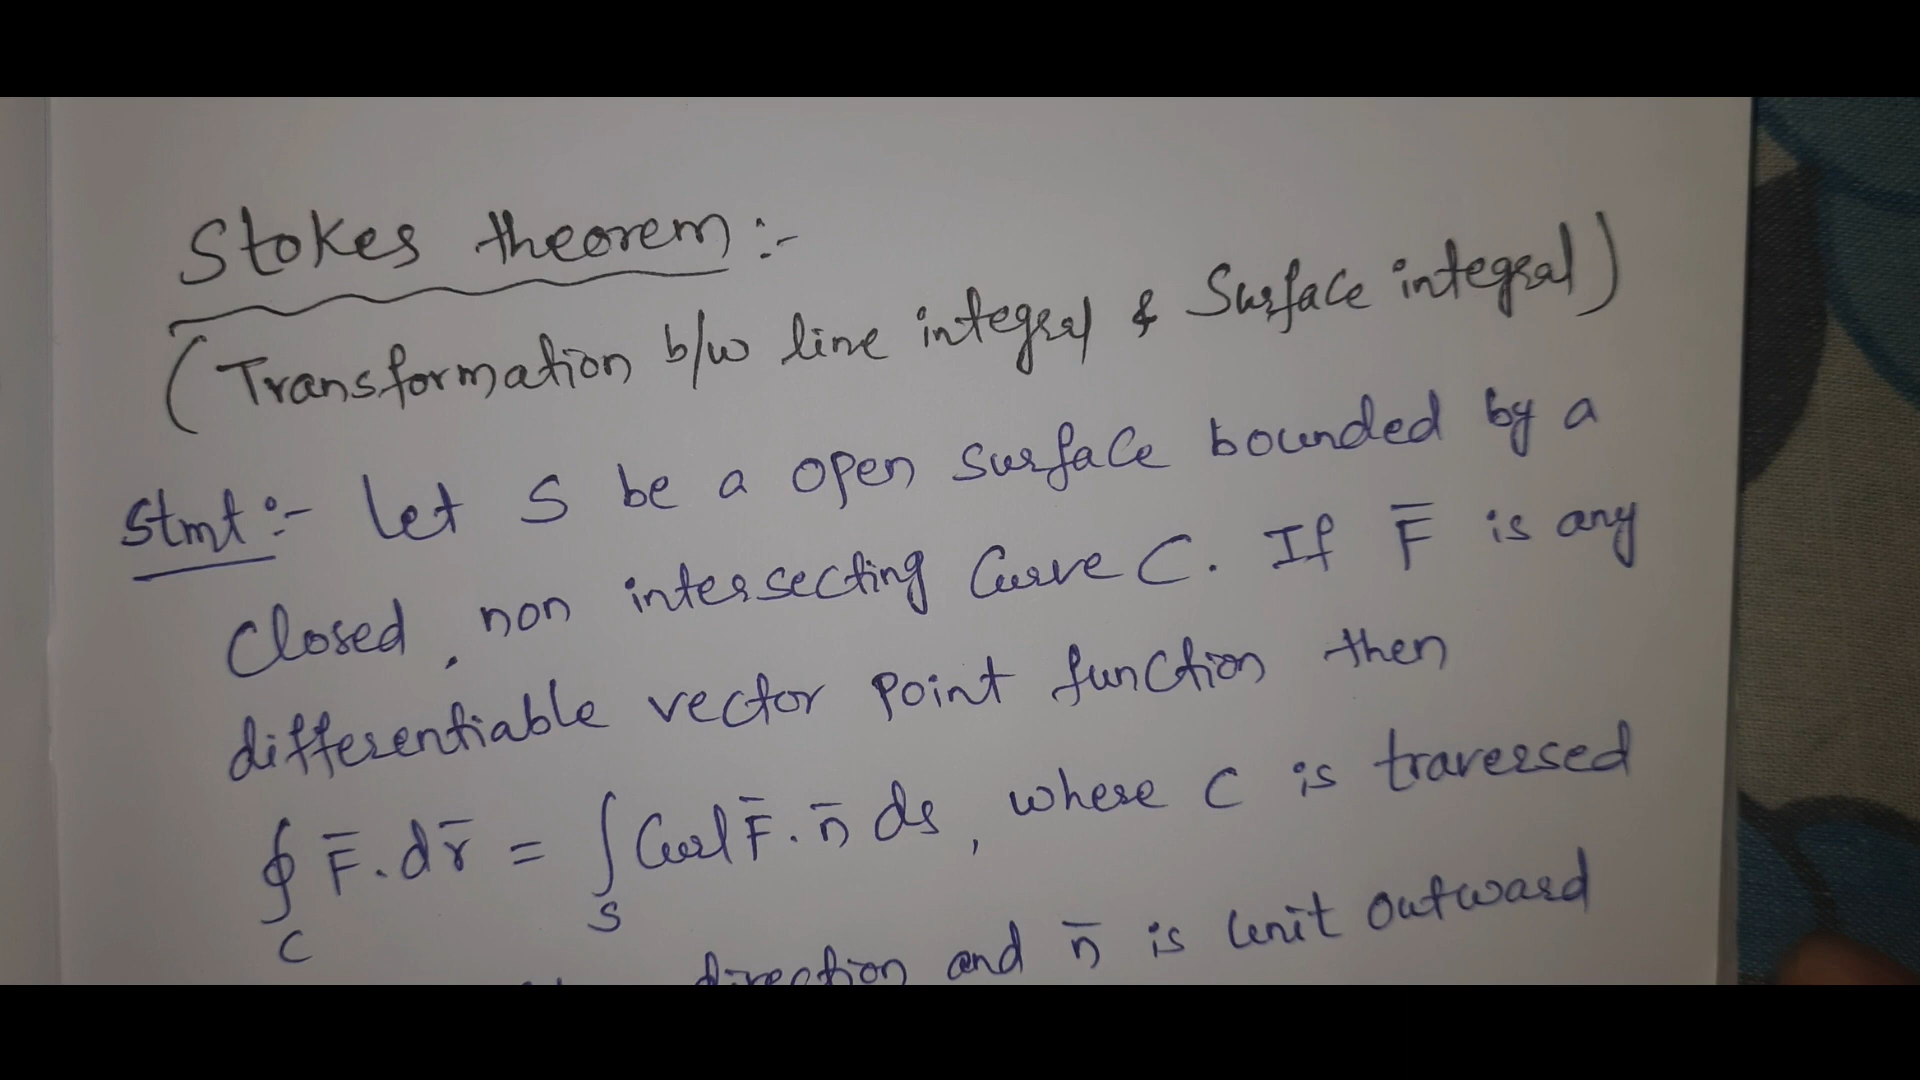 Stokes theorem :-
(Transformation b/w line integral & Surface integral)
Stmt :- Let S be a open surface bounded by a
closed, non intersecting Curve C. If F̅ is any
differentiable vector point function then
∮_C F̅.dr̅ = ∫_S Curl F̅.n̅ ds, where C is traversed
direction and n̅ is unit outward